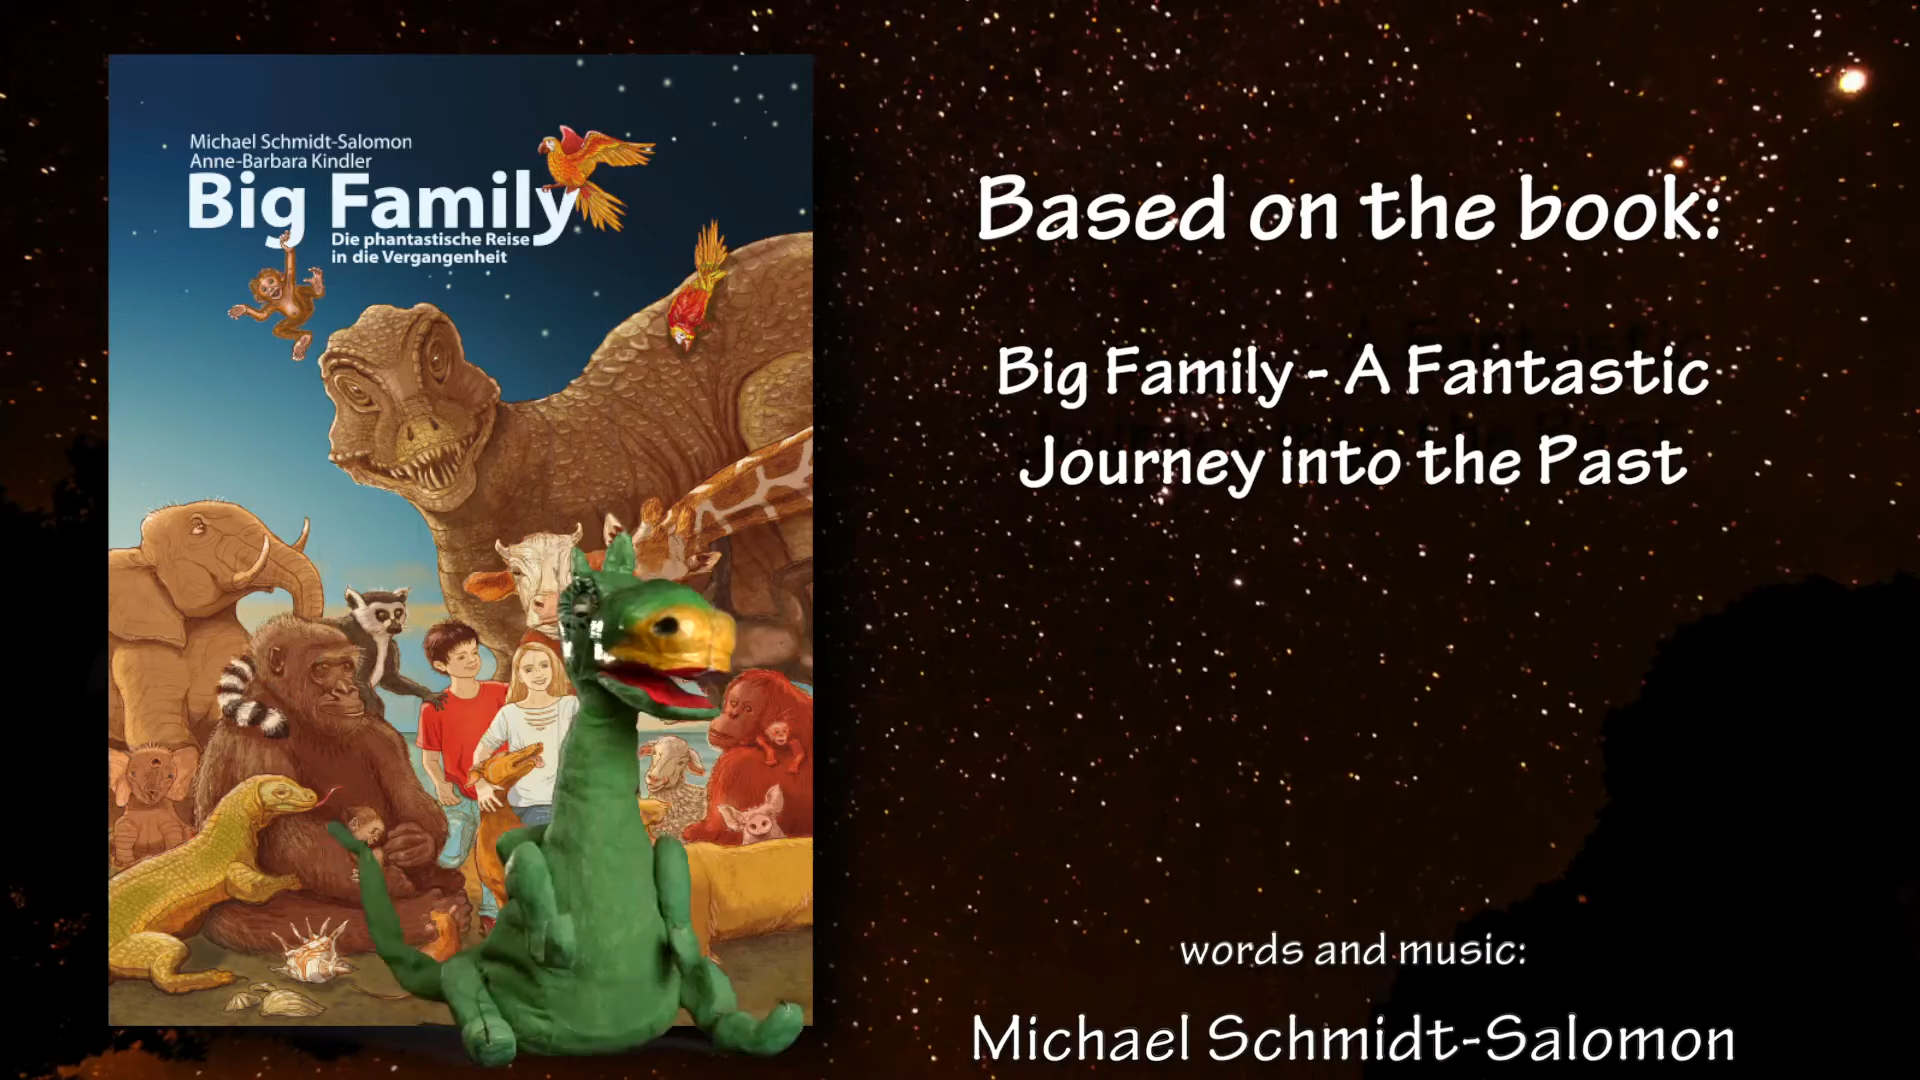 Michael Schmidt-Salomon
Anne-Barbara Kindler
Big Family
Die phantastische Reise
in die Vergangenheit
Based on the book:
Big Family - A Fantastic
Journey into the Past
words and music:
Michael Schmidt-Salomon